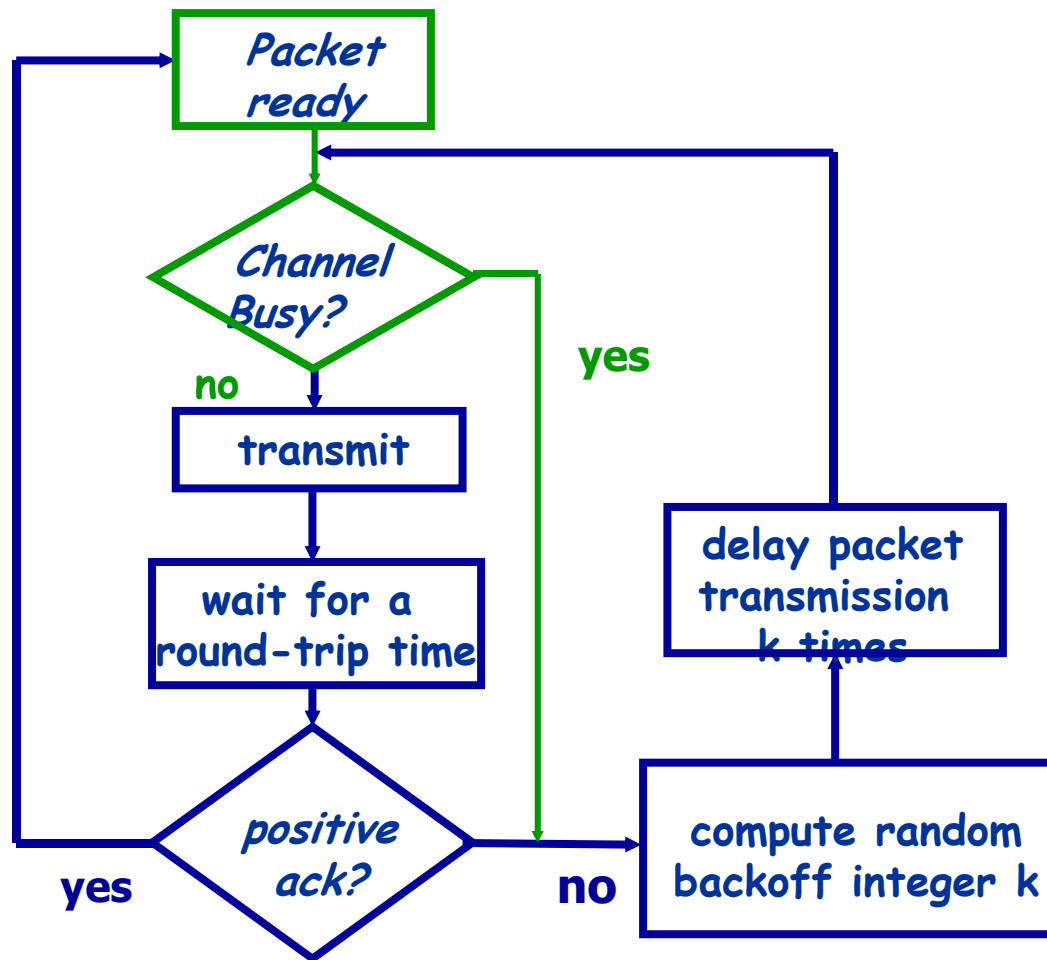 Packet
ready
Channel
Busy?
yes
no
transmit
delay packet
transmission
k times
wait for a
round-trip time
positive
ack?
compute random
backoff integer k
yes
no